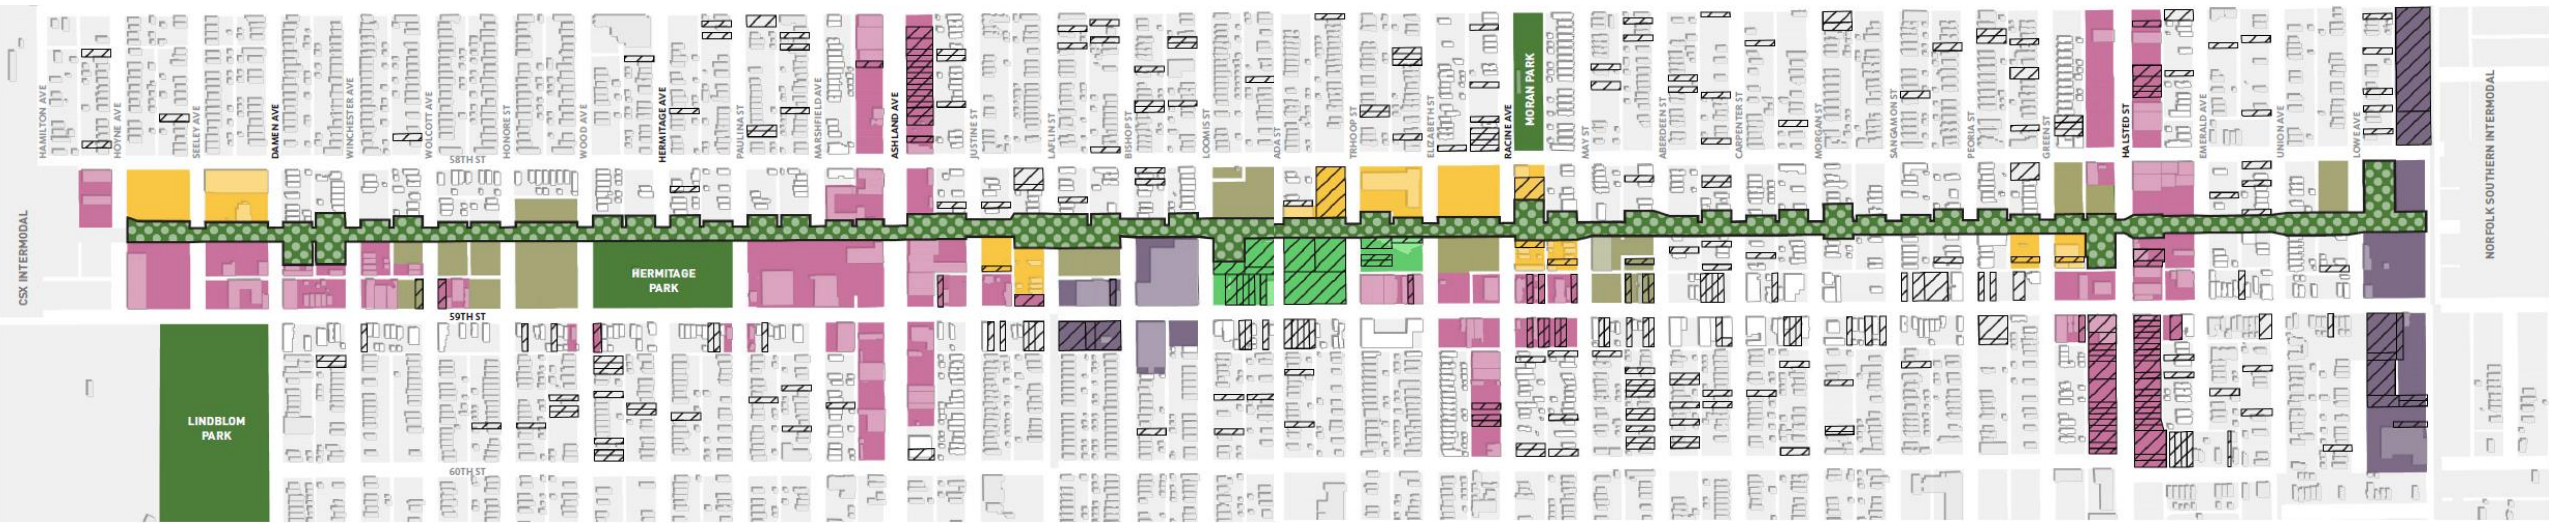 HAMILTON AVE
HOYNE AVE
SEELEY AVE
DAMEN AVE
WINCHESTER AVE
WOLCOTT AVE
HONORE ST
WOOD AVE
HERMITAGE AVE
PAULINA ST
MARSHFIELD AVE
ASHLAND AVE
JUSTINE ST
LAFLIN ST
BISHOP ST
LOOMIS ST
ADA ST
TRHOOP ST
ELIZABETH ST
RACINE AVE
MORAN PARK
MAY ST
ABERDEEN ST
CARPENTER ST
MORGAN ST
SANGAMON ST
PEORIA ST
GREEN ST
HALSTED ST
EMERALD AVE
UNION AVE
LOWE AVE
NORFOLK SOUTHERN INTERMODAL
58TH ST
CSX INTERMODAL
HERMITAGE
PARK
59TH ST
LINDBLOM
PARK
60TH ST